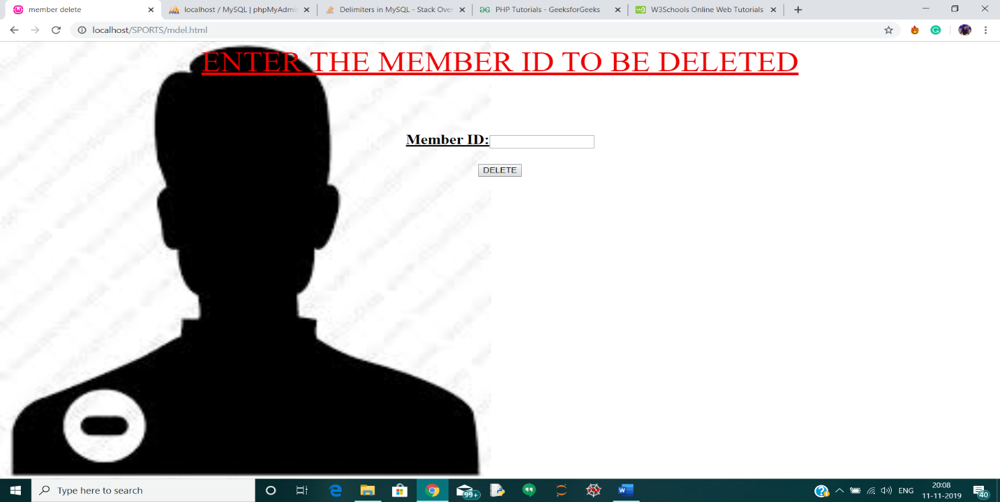 member delete
localhost / MySQL | phpMyAdmi
Delimiters in MySQL - Stack Over
PHP Tutorials - GeeksforGeeks
W3Schools Online Web Tutorials
localhost/SPORTS/mdel.html
ENTER THE MEMBER ID TO BE DELETED
Member ID:
DELETE
Type here to search
99+
ENG
20:08
11-11-2019
40